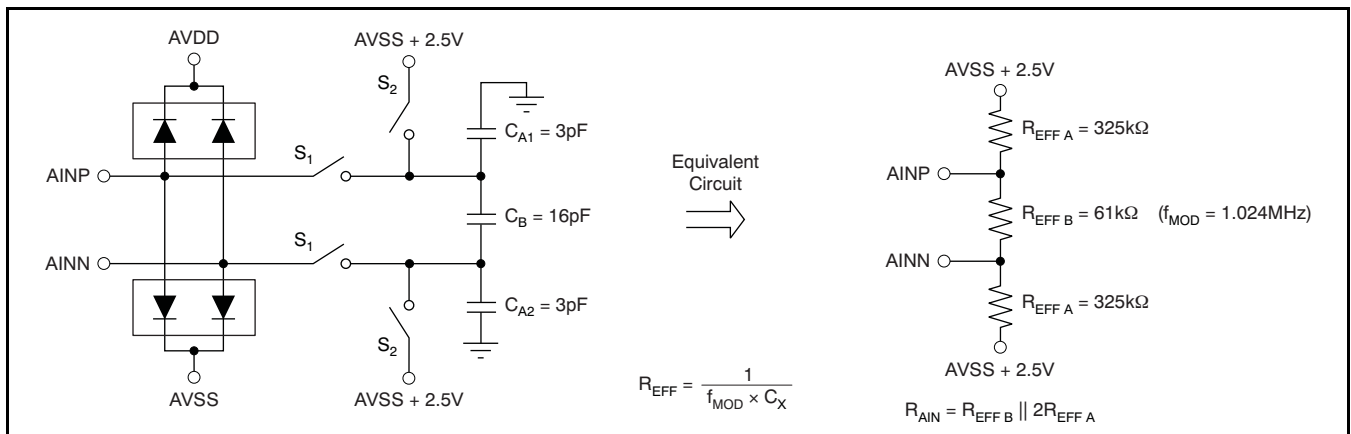 AVDD
AVSS + 2.5V
S2
CA1 = 3pF
S1
AINP
CB = 16pF
S1
AINN
CA2 = 3pF
S2
AVSS
AVSS + 2.5V
Equivalent
Circuit
REFF = 1 / fMOD × CX
AVSS + 2.5V
REFF A = 325kΩ
AINP
REFF B = 61kΩ (fMOD = 1.024MHz)
AINN
REFF A = 325kΩ
AVSS + 2.5V
RAIN = REFF B || 2REFF A